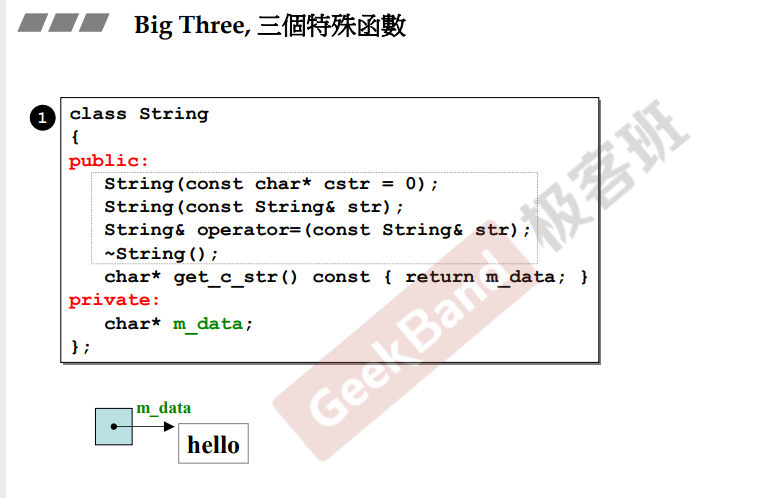 Big Three, 三個特殊函數
1
class String
{
public:
String(const char* cstr = 0);
String(const String& str);
String& operator=(const String& str);
~String();
char* get_c_str() const { return m_data; }
private:
char* m_data;
};
m_data
hello
GeekBand 极客班